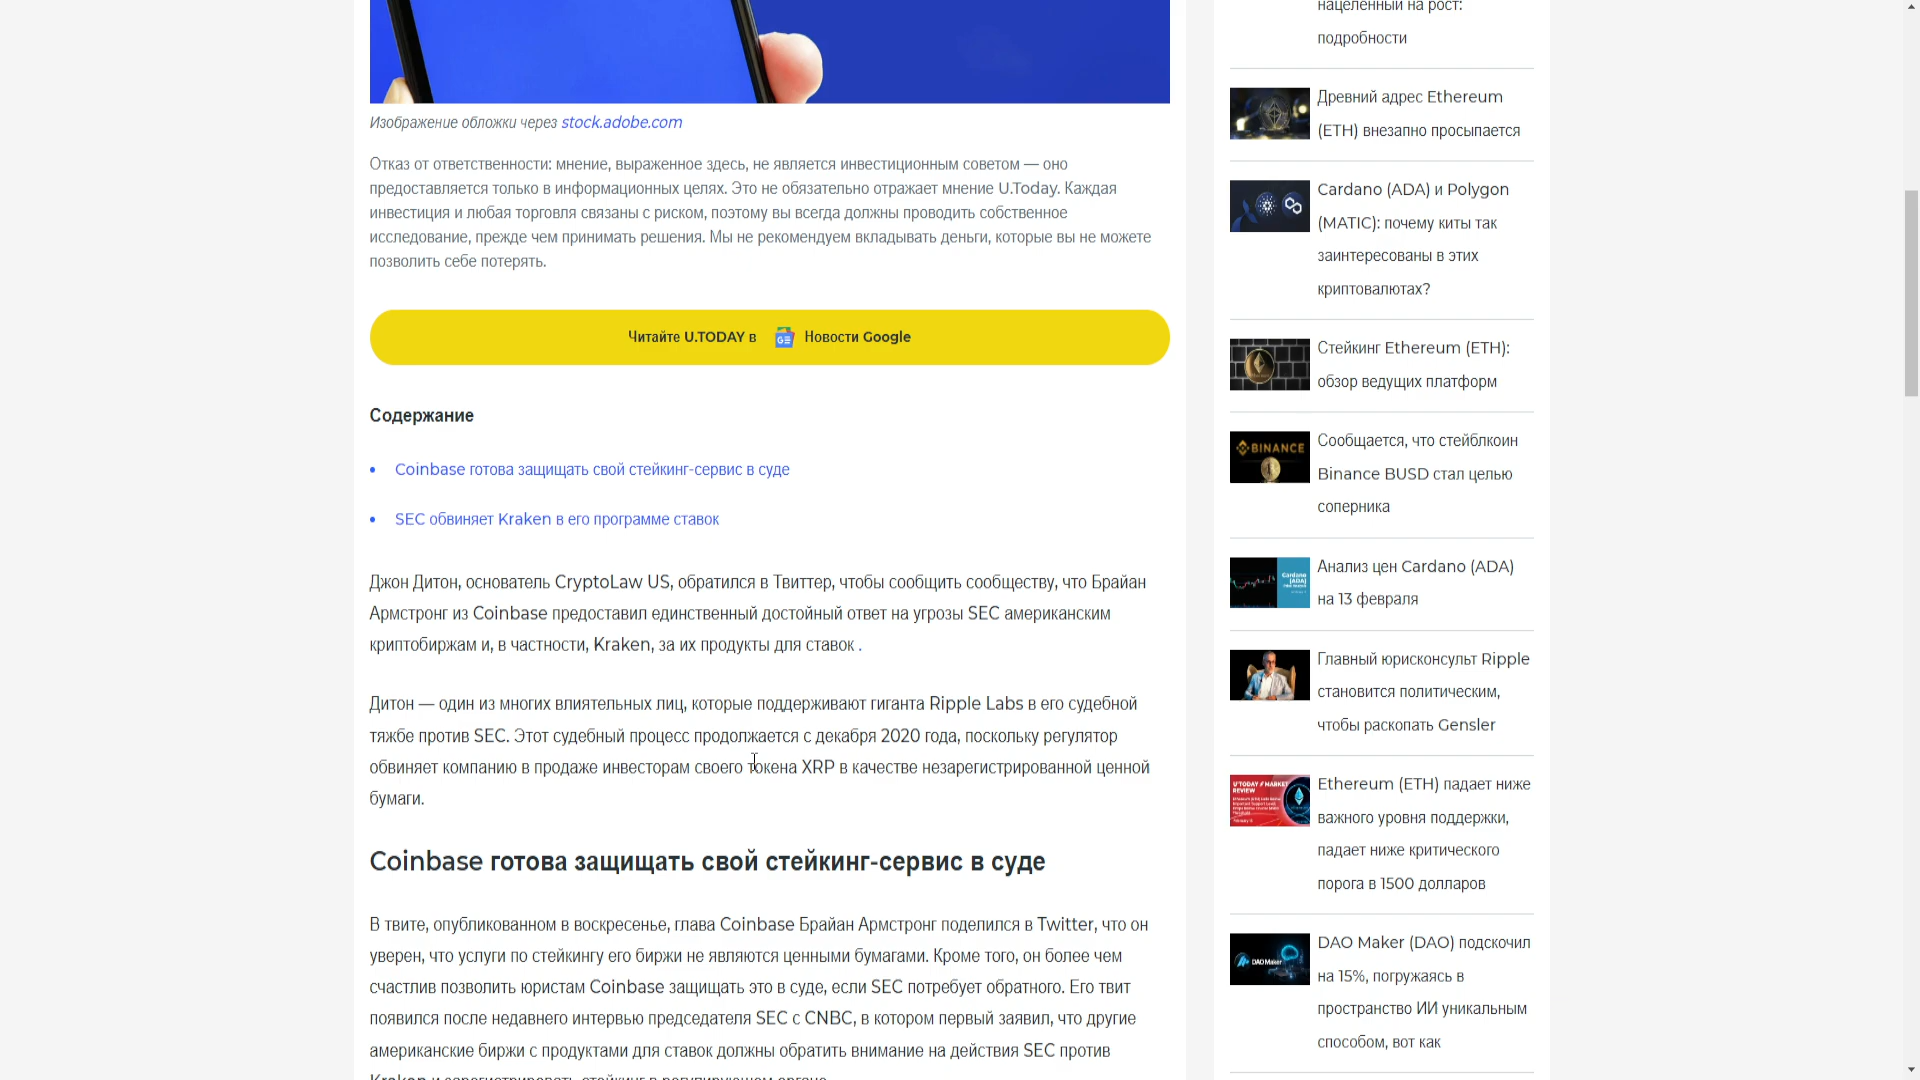 Изображение обложки через stock.adobe.com
Отказ от ответственности: мнение, выраженное здесь, не является инвестиционным советом — оно
предоставляется только в информационных целях. Это не обязательно отражает мнение U.Today. Каждая
инвестиция и любая торговля связаны с риском, поэтому вы всегда должны проводить собственное
исследование, прежде чем принимать решения. Мы не рекомендуем вкладывать деньги, которые вы не можете
позволить себе потерять.
Читайте U.TODAY в Новости Google
Содержание
• Coinbase готова защищать свой стейкинг-сервис в суде
• SEC обвиняет Kraken в его программе ставок
Джон Дитон, основатель CryptoLaw US, обратился в Твиттер, чтобы сообщить сообществу, что Брайан
Армстронг из Coinbase предоставил единственный достойный ответ на угрозы SEC американским
криптобиржам и, в частности, Kraken, за их продукты для ставок .
Дитон — один из многих влиятельных лиц, которые поддерживают гиганта Ripple Labs в его судебной
тяжбе против SEC. Этот судебный процесс продолжается с декабря 2020 года, поскольку регулятор
обвиняет компанию в продаже инвесторам своего токена XRP в качестве незарегистрированной ценной
бумаги.
Coinbase готова защищать свой стейкинг-сервис в суде
В твите, опубликованном в воскресенье, глава Coinbase Брайан Армстронг поделился в Twitter, что он
уверен, что услуги по стейкингу его биржи не являются ценными бумагами. Кроме того, он более чем
счастлив позволить юристам Coinbase защищать это в суде, если SEC потребует обратного. Его твит
появился после недавнего интервью председателя SEC с CNBC, в котором первый заявил, что другие
американские биржи с продуктами для ставок должны обратить внимание на действия SEC против
Kraken и зарегистрировать стейкинг в регулирующем органе.
нацеленный на рост:
подробности
Древний адрес Ethereum
(ETH) внезапно просыпается
Cardano (ADA) и Polygon
(MATIC): почему киты так
заинтересованы в этих
криптовалютах?
Стейкинг Ethereum (ETH):
обзор ведущих платформ
BINANCE
Сообщается, что стейблкоин
Binance BUSD стал целью
соперника
Cardano
(ADA)
Анализ цен Cardano (ADA)
на 13 февраля
Главный юрисконсульт Ripple
становится политическим,
чтобы раскопать Gensler
U.TODAY // MARKET
REVIEW
Ethereum (ETH) падает ниже
важного уровня поддержки,
падает ниже критического
порога в 1500 долларов
DAO Maker
DAO Maker (DAO) подскочил
на 15%, погружаясь в
пространство ИИ уникальным
способом, вот как